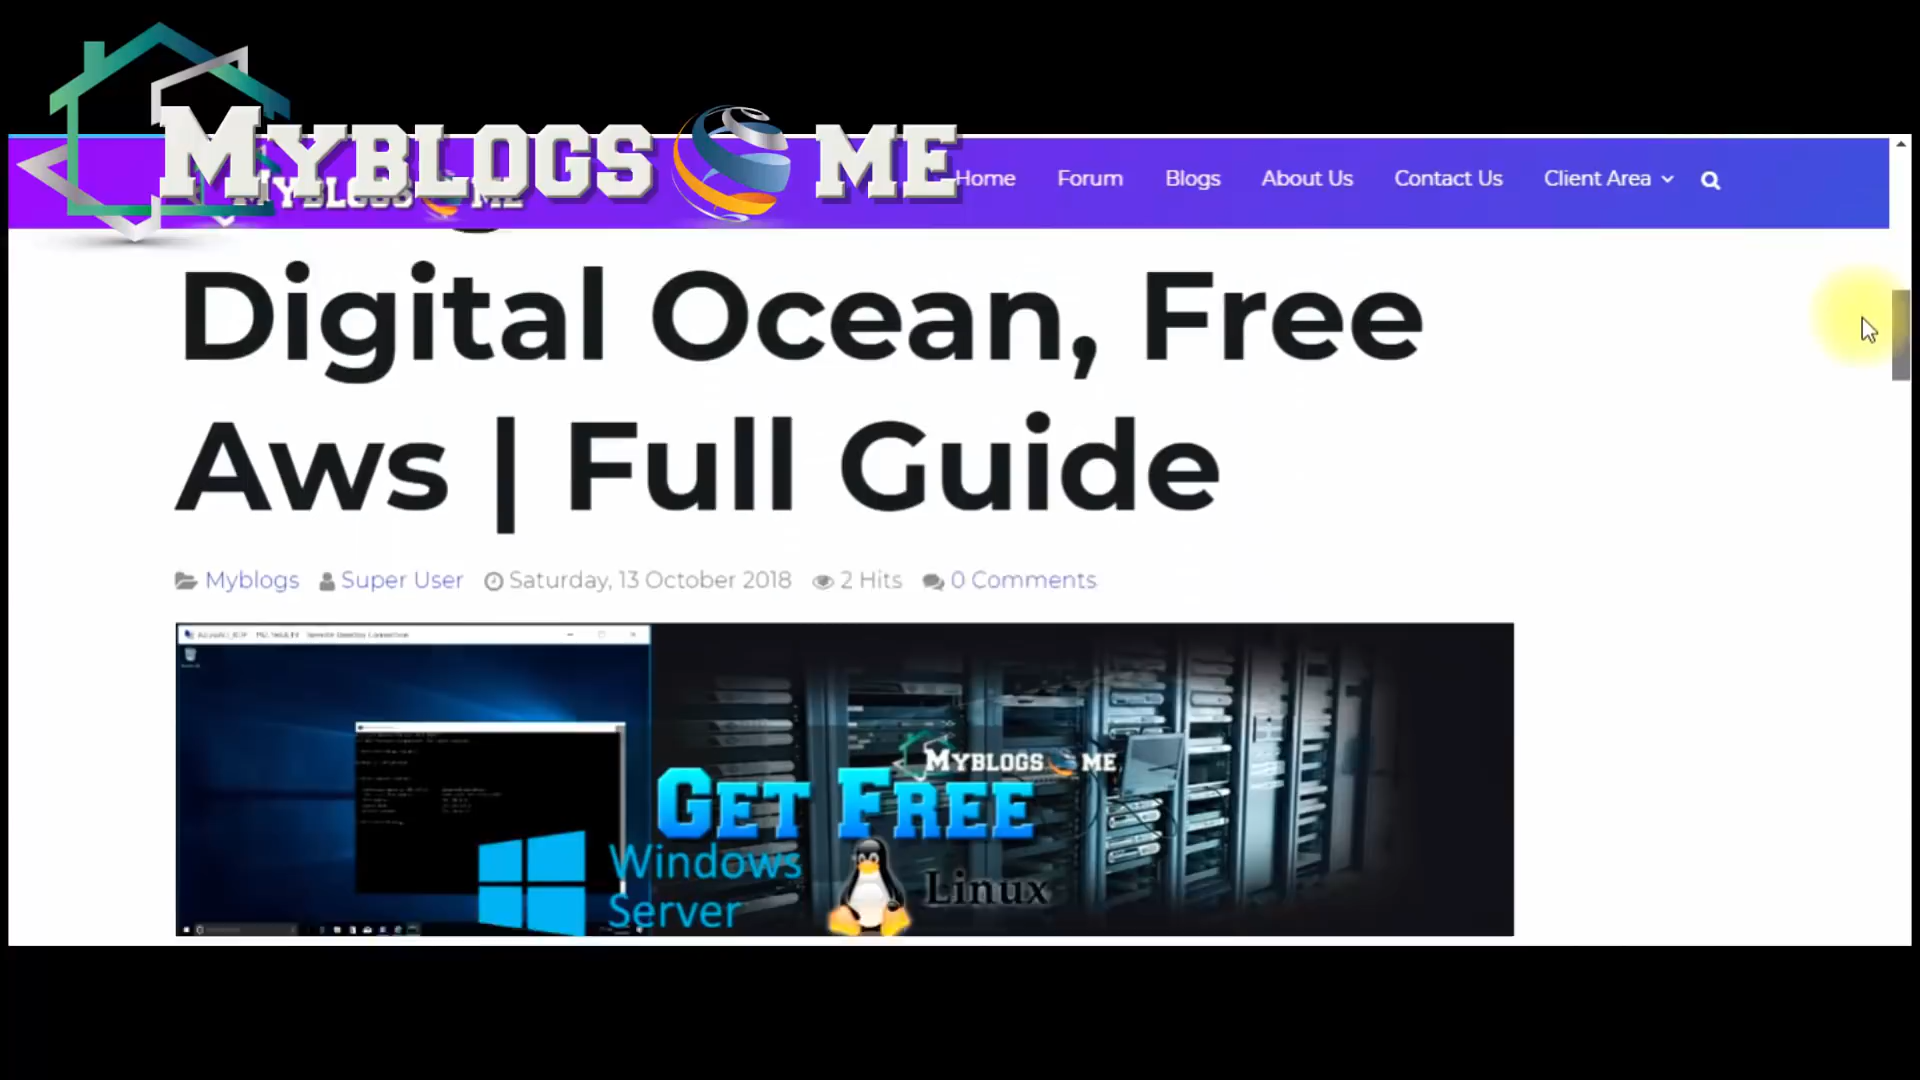 MYBLOGS ME
Home Forum Blogs About Us Contact Us Client Area
Digital Ocean, Free
Aws | Full Guide
Myblogs Super User Saturday, 13 October 2018 2 Hits 0 Comments
MYBLOGS ME
GET FREE
Windows
Server
Linux